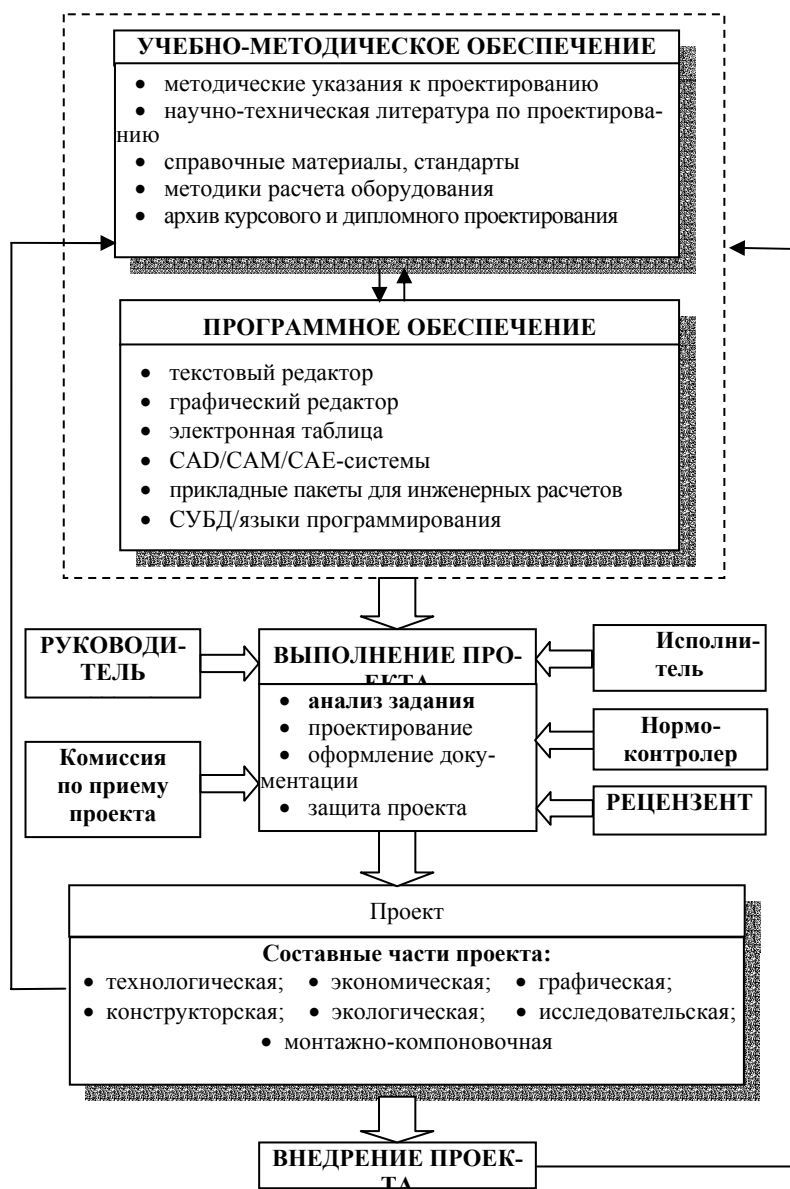 УЧЕБНО-МЕТОДИЧЕСКОЕ ОБЕСПЕЧЕНИЕ
• методические указания к проектированию
• научно-техническая литература по проектирова-
нию
• справочные материалы, стандарты
• методики расчета оборудования
• архив курсового и дипломного проектирования
ПРОГРАММНОЕ ОБЕСПЕЧЕНИЕ
• текстовый редактор
• графический редактор
• электронная таблица
• CAD/CAM/CAE-системы
• прикладные пакеты для инженерных расчетов
• СУБД/языки программирования
РУКОВОДИ-
ТЕЛЬ
Комиссия
по приему
проекта
ВЫПОЛНЕНИЕ ПРО-
ЕКТА
• анализ задания
• проектирование
• оформление доку-
ментации
• защита проекта
Исполни-
тель
Нормо-
контролер
РЕЦЕНЗЕНТ
Проект
Составные части проекта:
• технологическая; • экономическая; • графическая;
• конструкторская; • экологическая; • исследовательская;
• монтажно-компоновочная
ВНЕДРЕНИЕ ПРОЕК-
ТА